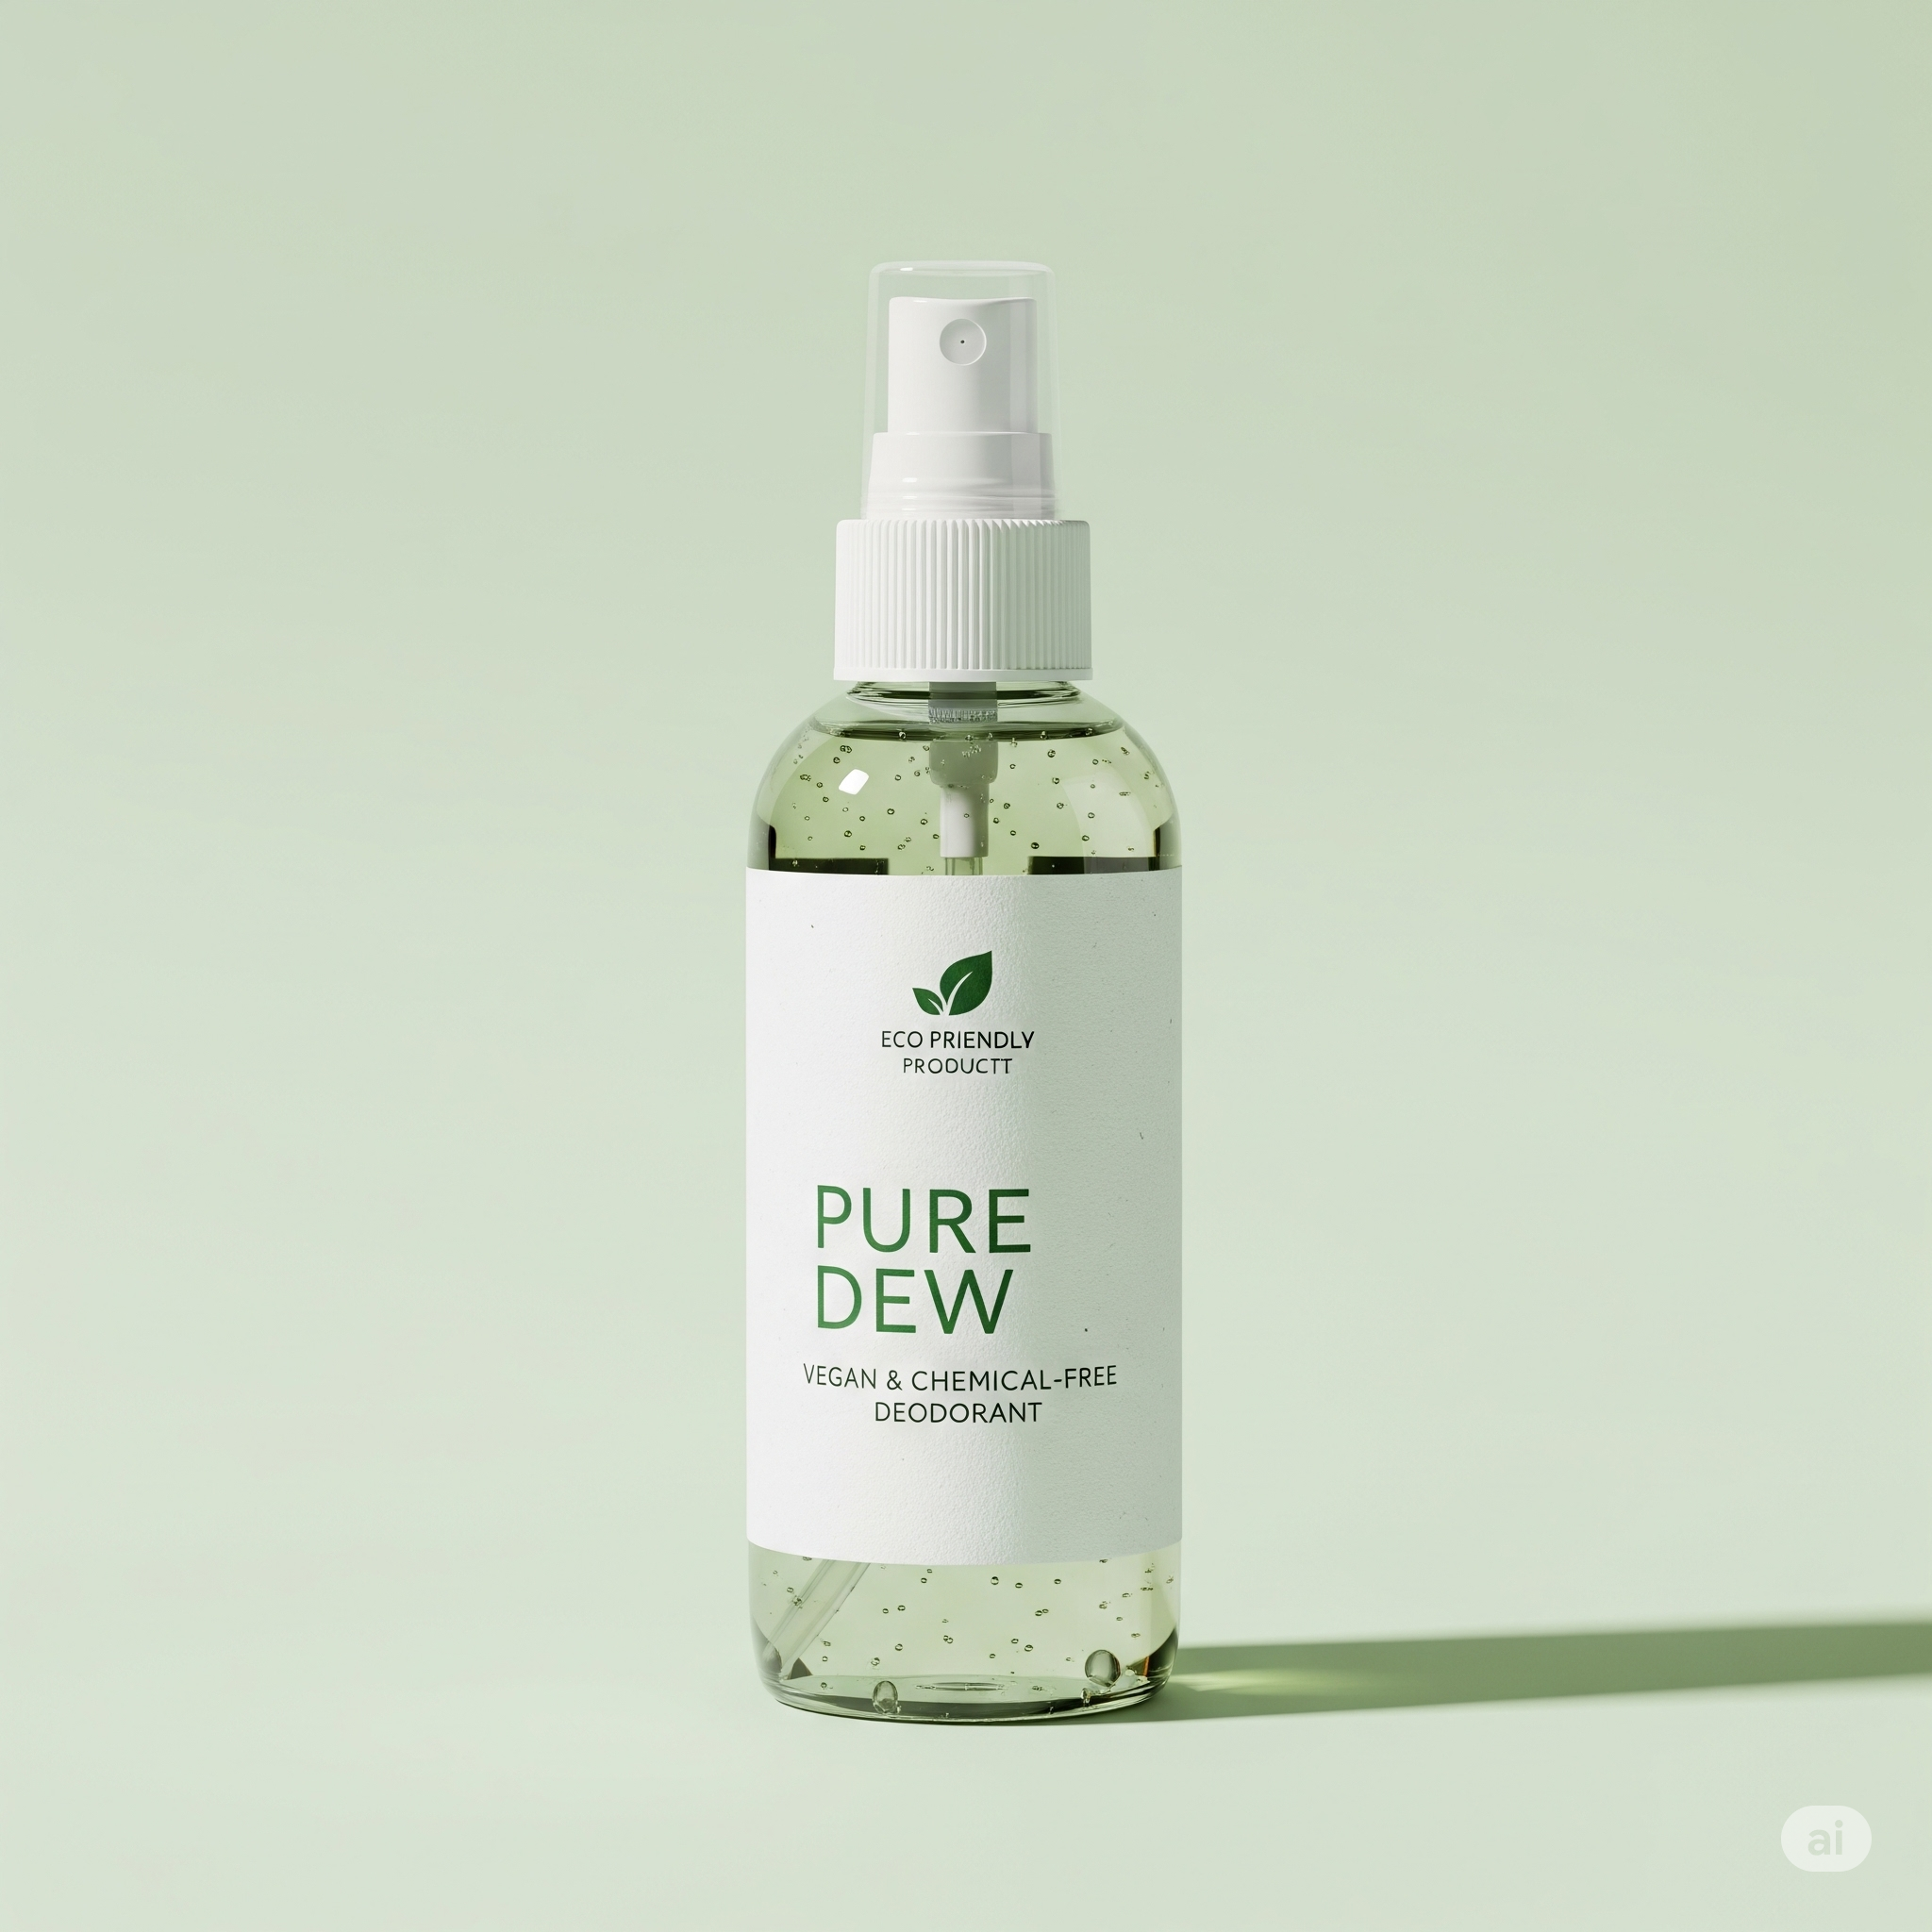 ECO PRIENDLY
PRODUCTT
PURE
DEW
VEGAN & CHEMICAL-FREE
DEODORANT
ai